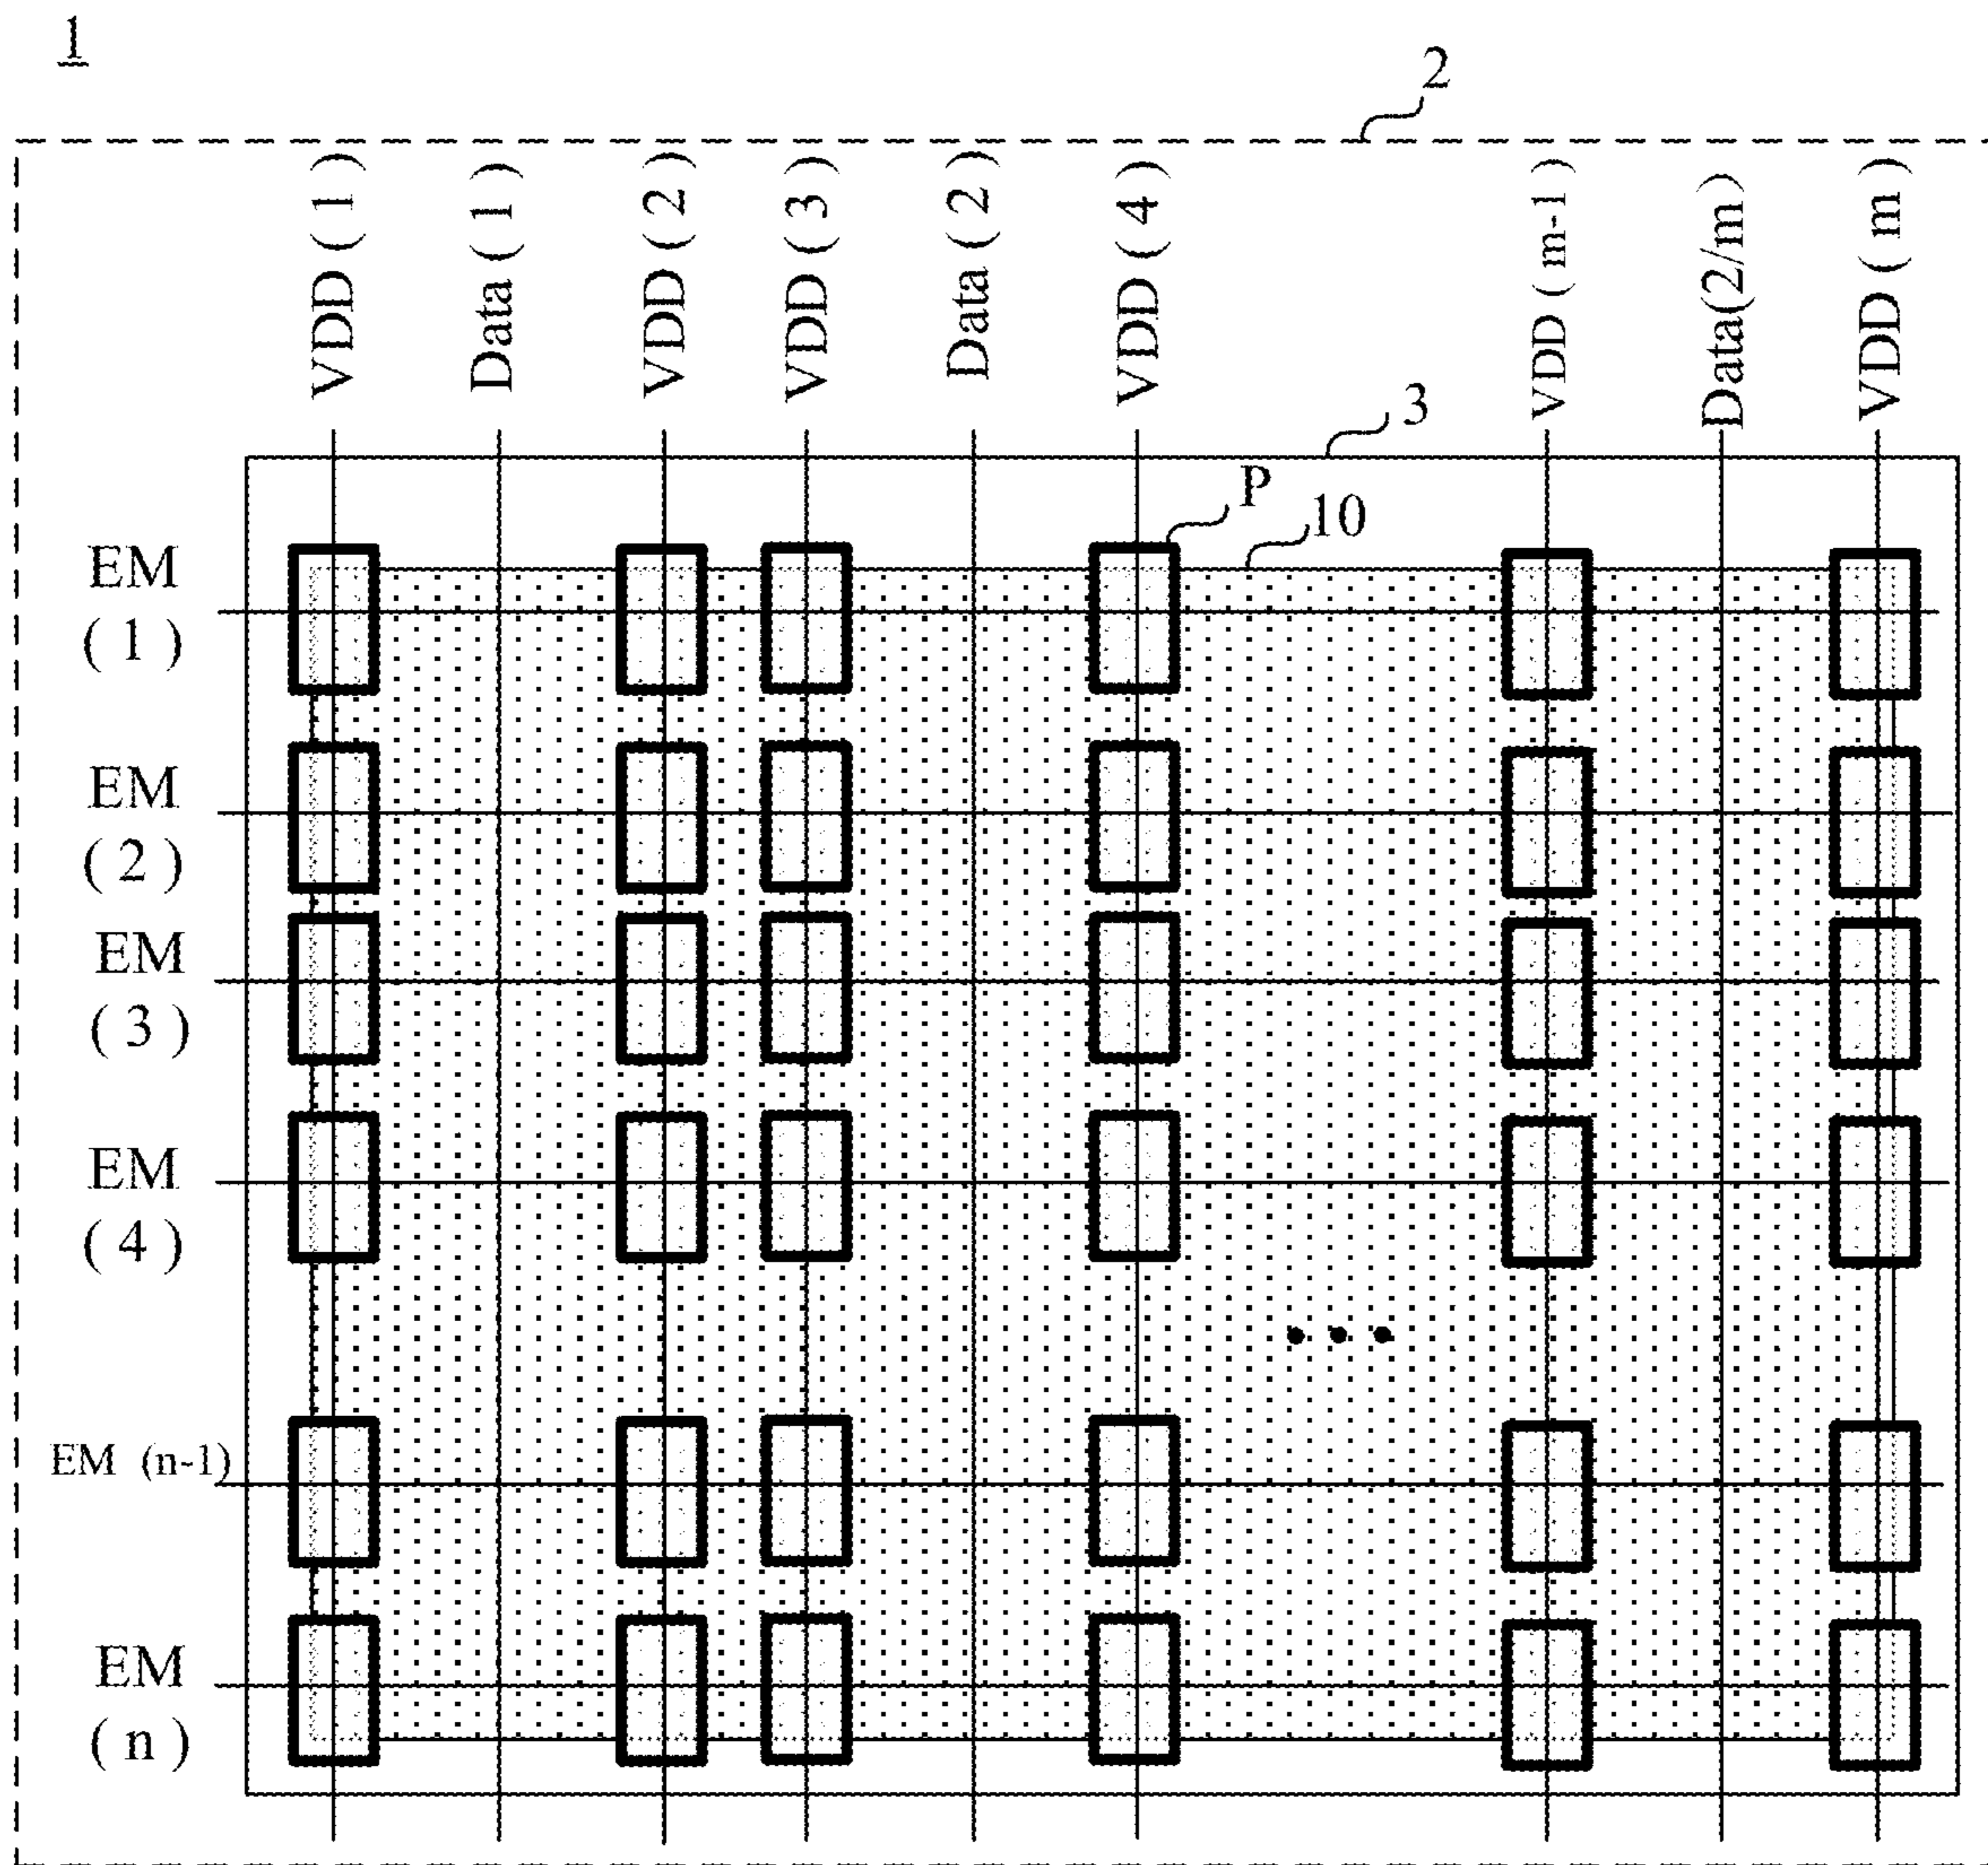 1
2
VDD ( 1 )
Data ( 1 )
VDD ( 2 )
VDD ( 3 )
Data ( 2 )
VDD ( 4 )
VDD ( m-1 )
Data(2/m)
VDD ( m )
3
P
10
EM
( 1 )
EM
( 2 )
EM
( 3 )
EM
( 4 )
EM (n-1)
EM
( n )